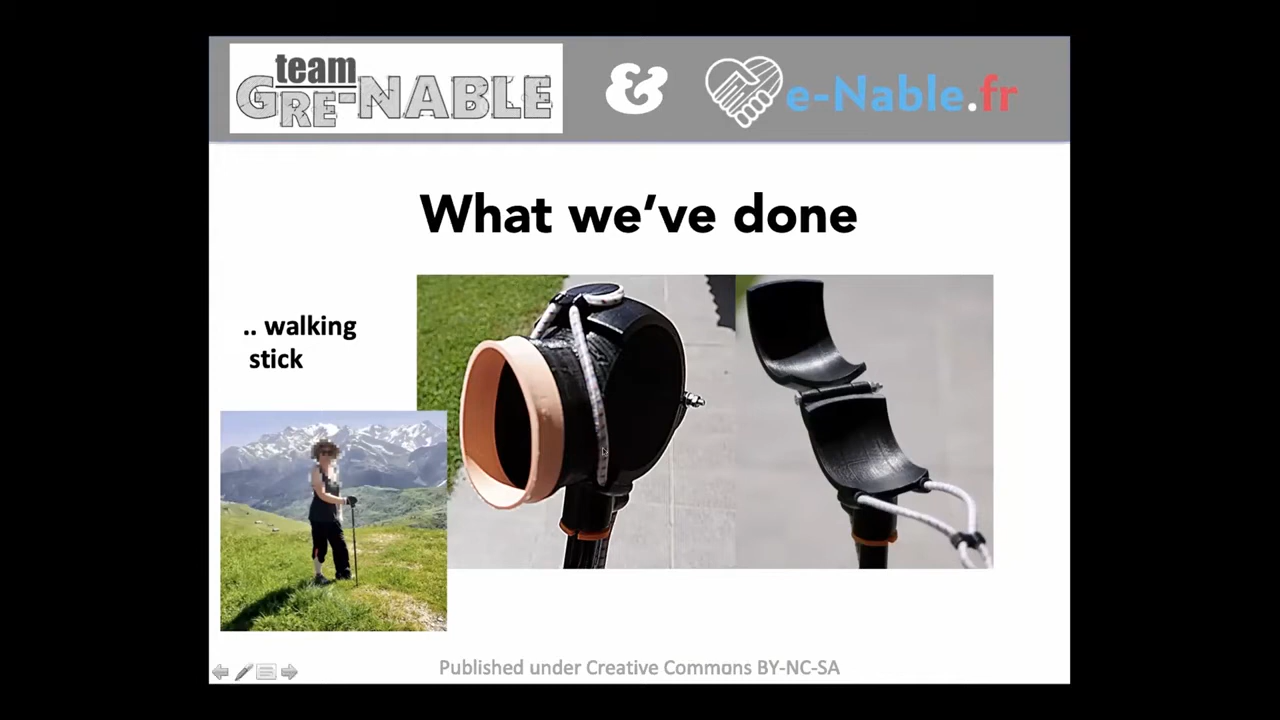 team
GRE-NABLE
&
e-Nable.fr
What we've done
.. walking
stick
Published under Creative Commons BY-NC-SA